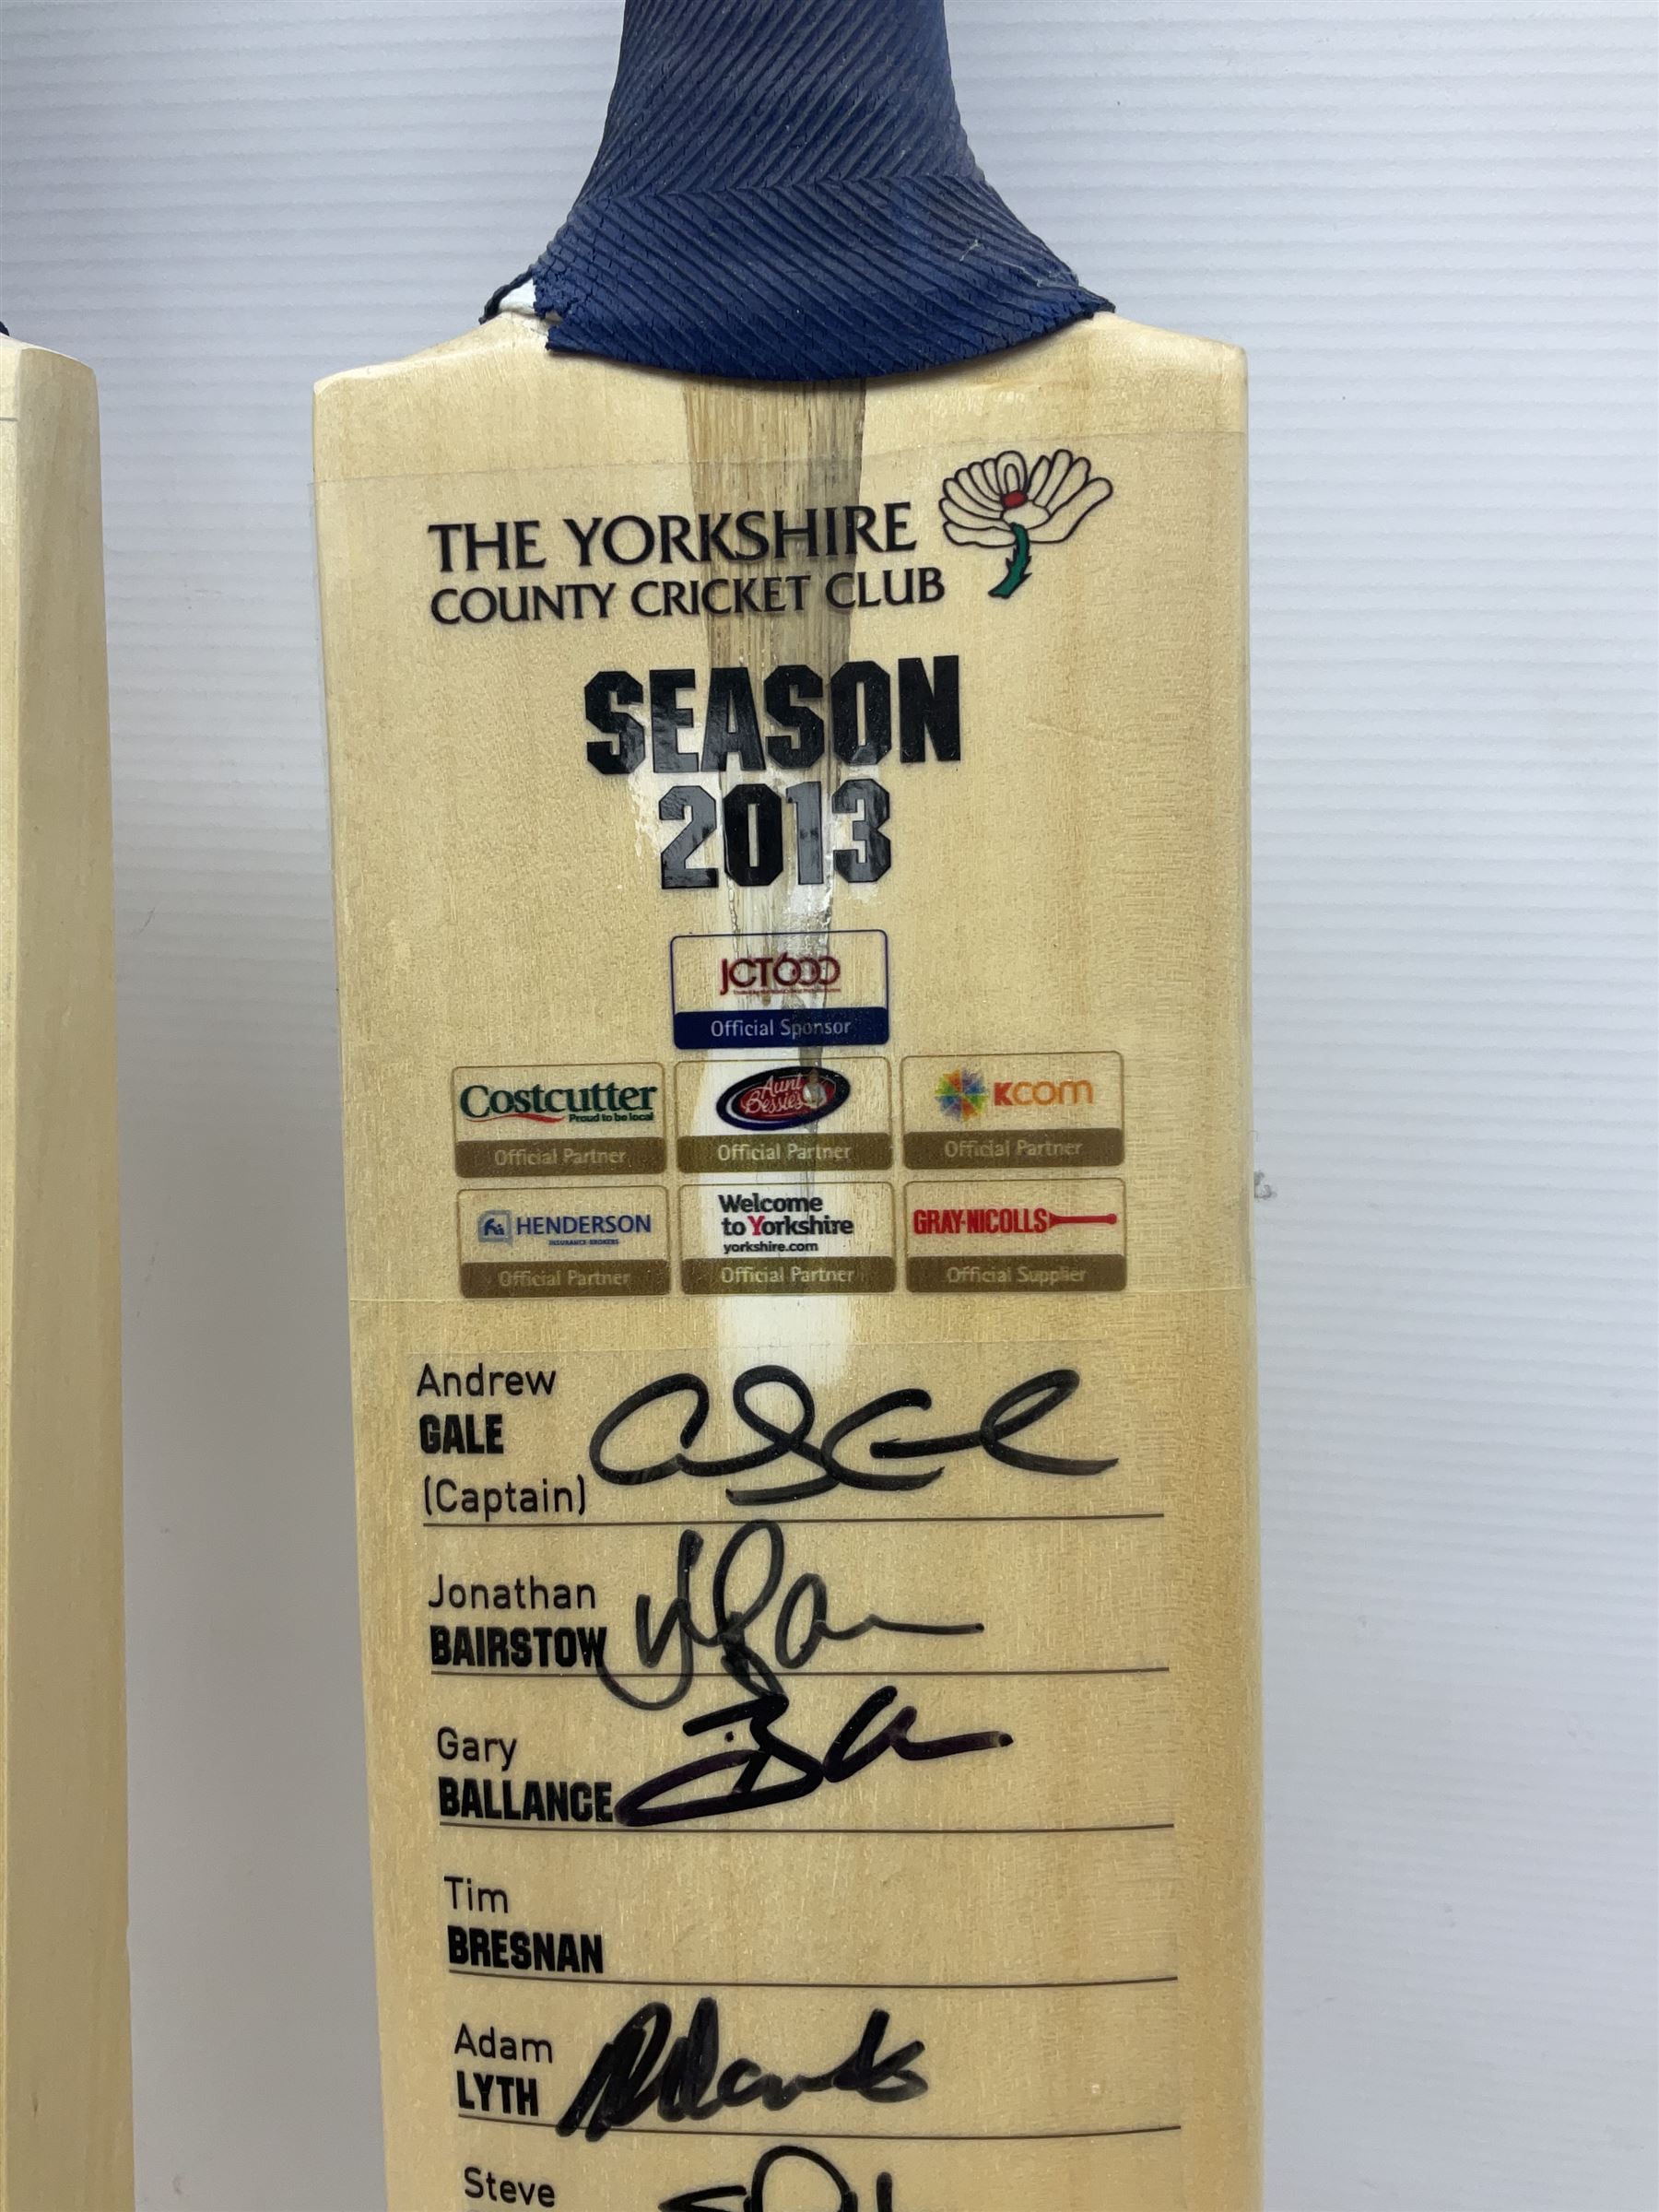 THE YORKSHIRE
COUNTY CRICKET CLUB
SEASON
2013
JCT600
Official Sponsor
Costcutter
Proud to be local
Official Partner
Aunt
Bessie's
Official Partner
KCOM
Official Partner
HENDERSON
INSURANCE BROKERS
Official Partner
Welcome
to Yorkshire
yorkshire.com
Official Partner
GRAY-NICOLLS
Official Supplier
Andrew
GALE
(Captain)
Jonathan
BAIRSTOW
Gary
BALLANCE
Tim
BRESNAN
Adam
LYTH
Steve